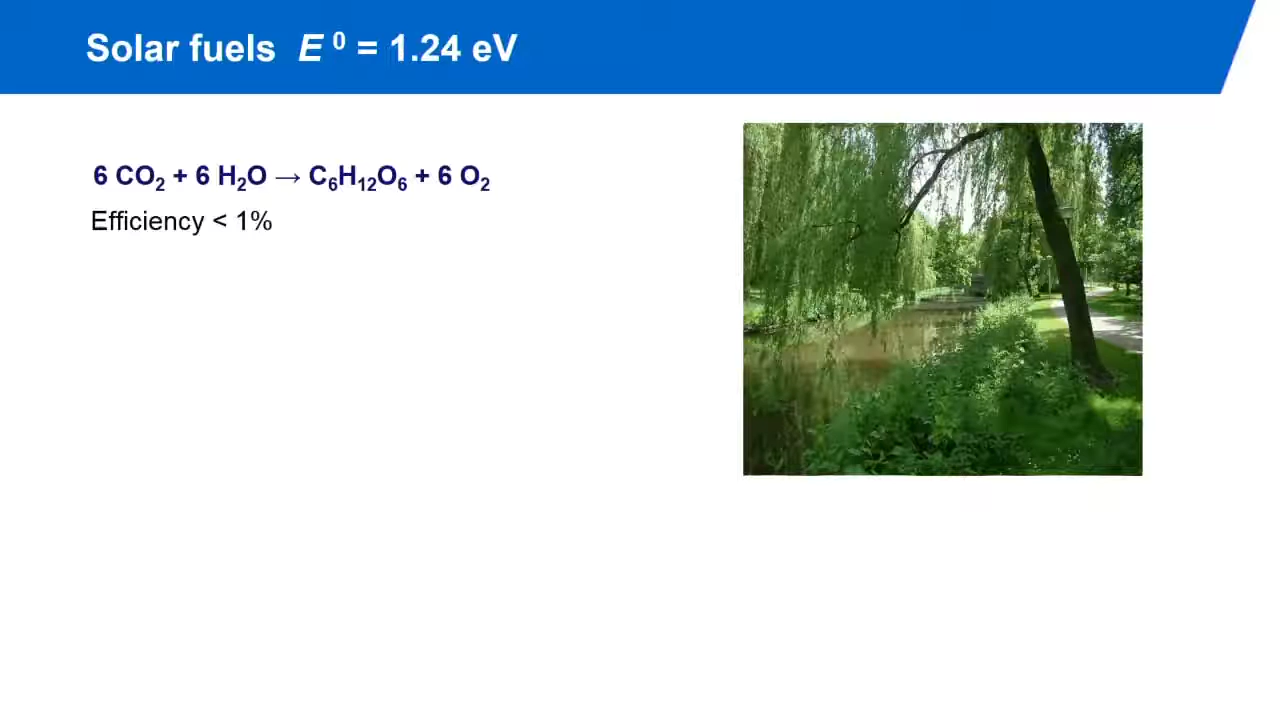 Solar fuels E⁰ = 1.24 eV
6 CO₂ + 6 H₂O → C₆H₁₂O₆ + 6 O₂
Efficiency < 1%